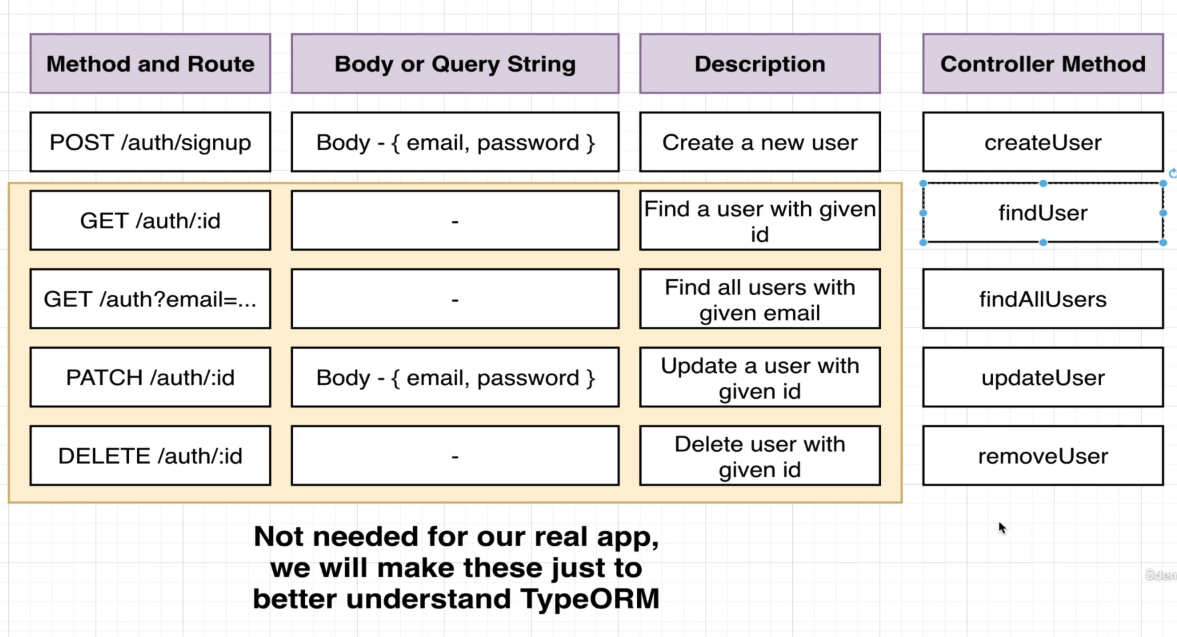 Method and Route
Body or Query String
Description
Controller Method
POST /auth/signup
Body - { email, password }
Create a new user
createUser
GET /auth/:id
-
Find a user with given
id
findUser
GET /auth?email=...
-
Find all users with
given email
findAllUsers
PATCH /auth/:id
Body - { email, password }
Update a user with
given id
updateUser
DELETE /auth/:id
-
Delete user with
given id
removeUser
Not needed for our real app,
we will make these just to
better understand TypeORM